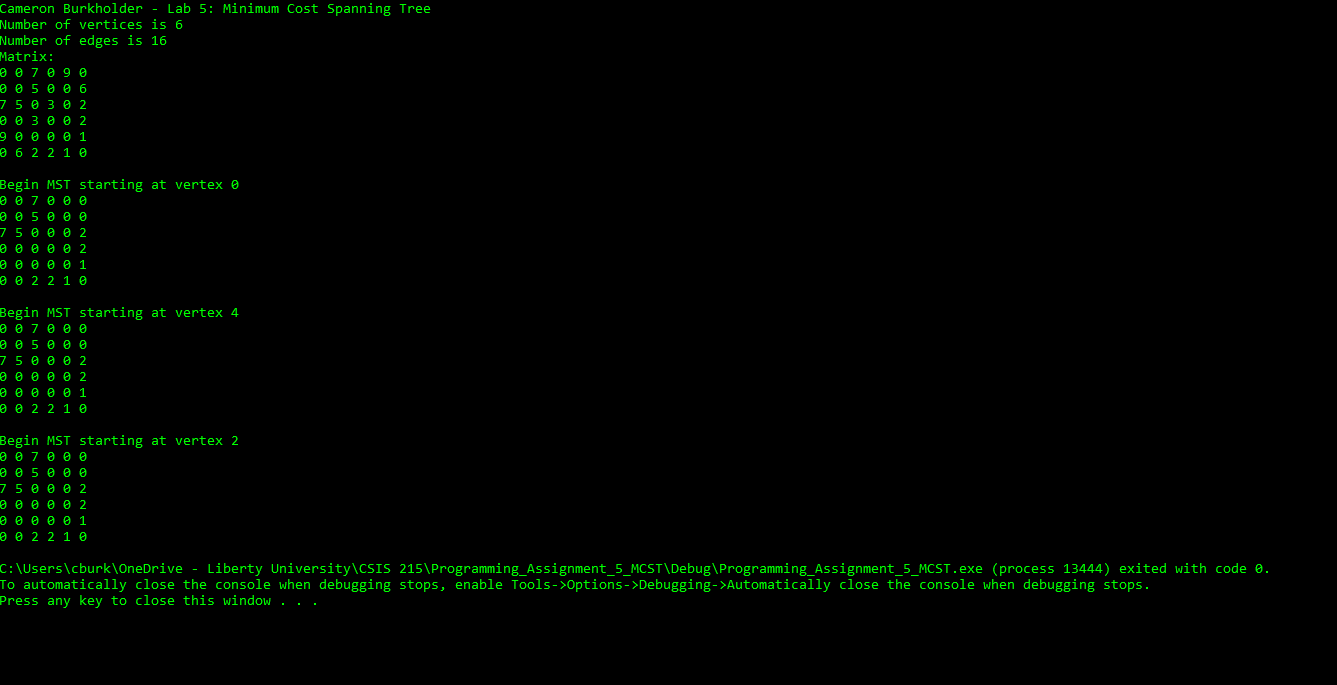 Cameron Burkholder - Lab 5: Minimum Cost Spanning Tree
Number of vertices is 6
Number of edges is 16
Matrix:
0 0 7 0 9 0
0 0 5 0 0 6
7 5 0 3 0 2
0 0 3 0 0 2
9 0 0 0 0 1
0 6 2 2 1 0

Begin MST starting at vertex 0
0 0 7 0 0 0
0 0 5 0 0 0
7 5 0 0 0 2
0 0 0 0 0 2
0 0 0 0 0 1
0 0 2 2 1 0

Begin MST starting at vertex 4
0 0 7 0 0 0
0 0 5 0 0 0
7 5 0 0 0 2
0 0 0 0 0 2
0 0 0 0 0 1
0 0 2 2 1 0

Begin MST starting at vertex 2
0 0 7 0 0 0
0 0 5 0 0 0
7 5 0 0 0 2
0 0 0 0 0 2
0 0 0 0 0 1
0 0 2 2 1 0

C:\Users\cburk\OneDrive - Liberty University\CSIS 215\Programming_Assignment_5_MCST\Debug\Programming_Assignment_5_MCST.exe (process 13444) exited with code 0.
To automatically close the console when debugging stops, enable Tools->Options->Debugging->Automatically close the console when debugging stops.
Press any key to close this window . . .